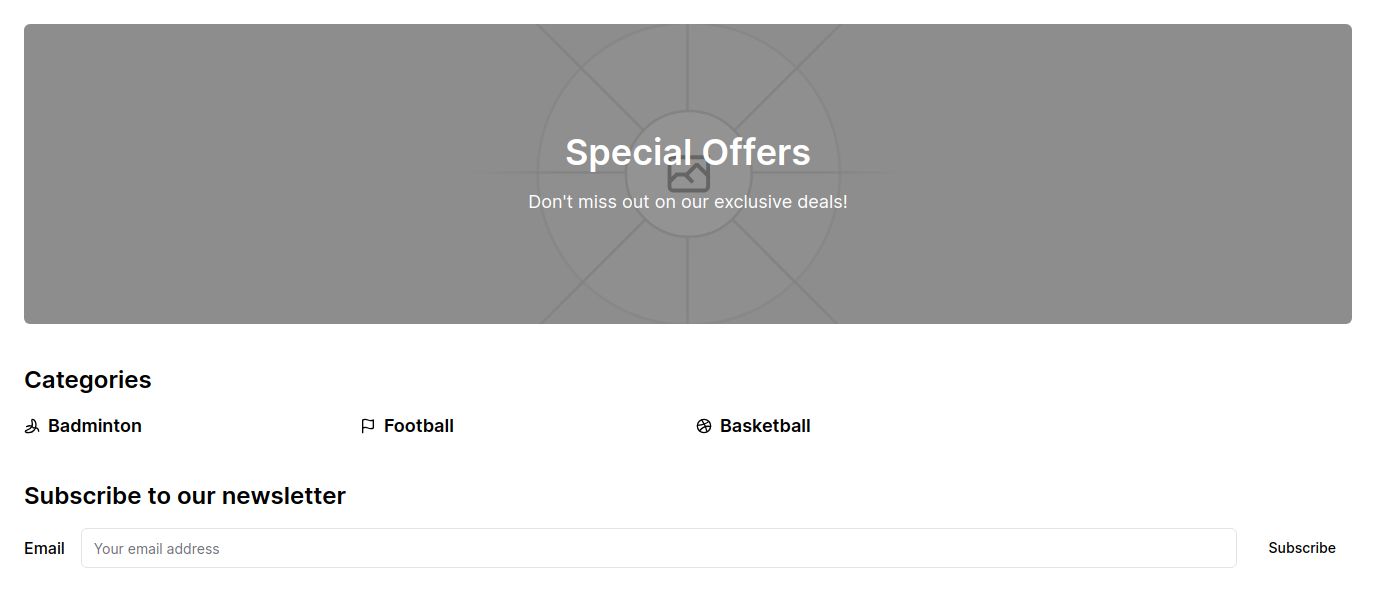 Special Offers
Don't miss out on our exclusive deals!
Categories
Badminton
Football
Basketball
Subscribe to our newsletter
Email
Your email address
Subscribe